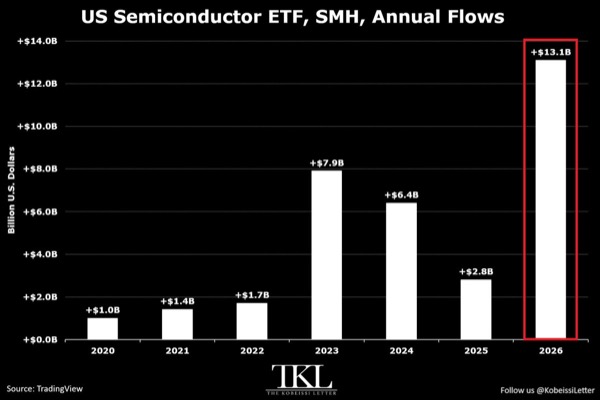 US Semiconductor ETF, SMH, Annual Flows
Billion U.S. Dollars
+$14.0B
+$12.0B
+$10.0B
+$8.0B
+$6.0B
+$4.0B
+$2.0B
+$0.0B
+$1.0B
+$1.4B
+$1.7B
+$7.9B
+$6.4B
+$2.8B
+$13.1B
2020 2021 2022 2023 2024 2025 2026
Source: TradingView
TKL
THE KOBEISSI LETTER
Follow us @KobeissiLetter